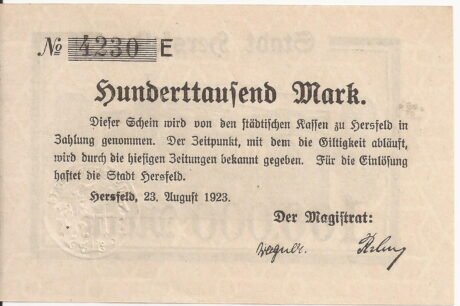 № 4230 E
Hunderttausend Mark.
Dieser Schein wird von den städtischen Kassen zu Hersfeld in
Zahlung genommen. Der Zeitpunkt, mit dem die Giltigkeit abläuft,
wird durch die hiesigen Zeitungen bekannt gegeben. Für die Einlösung
haftet die Stadt Hersfeld.
Hersfeld, 23. August 1923.
Der Magistrat: